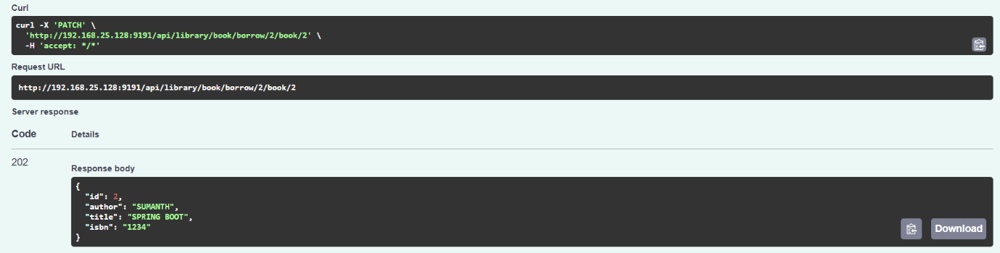 Curl
curl -X 'PATCH' \
  'http://192.168.25.128:9191/api/library/book/borrow/2/book/2' \
  -H 'accept: */*'
Request URL
http://192.168.25.128:9191/api/library/book/borrow/2/book/2
Server response
Code Details
202
Response body
{
  "id": 2,
  "author": "SUMANTH",
  "title": "SPRING BOOT",
  "isbn": "1234"
}
Download